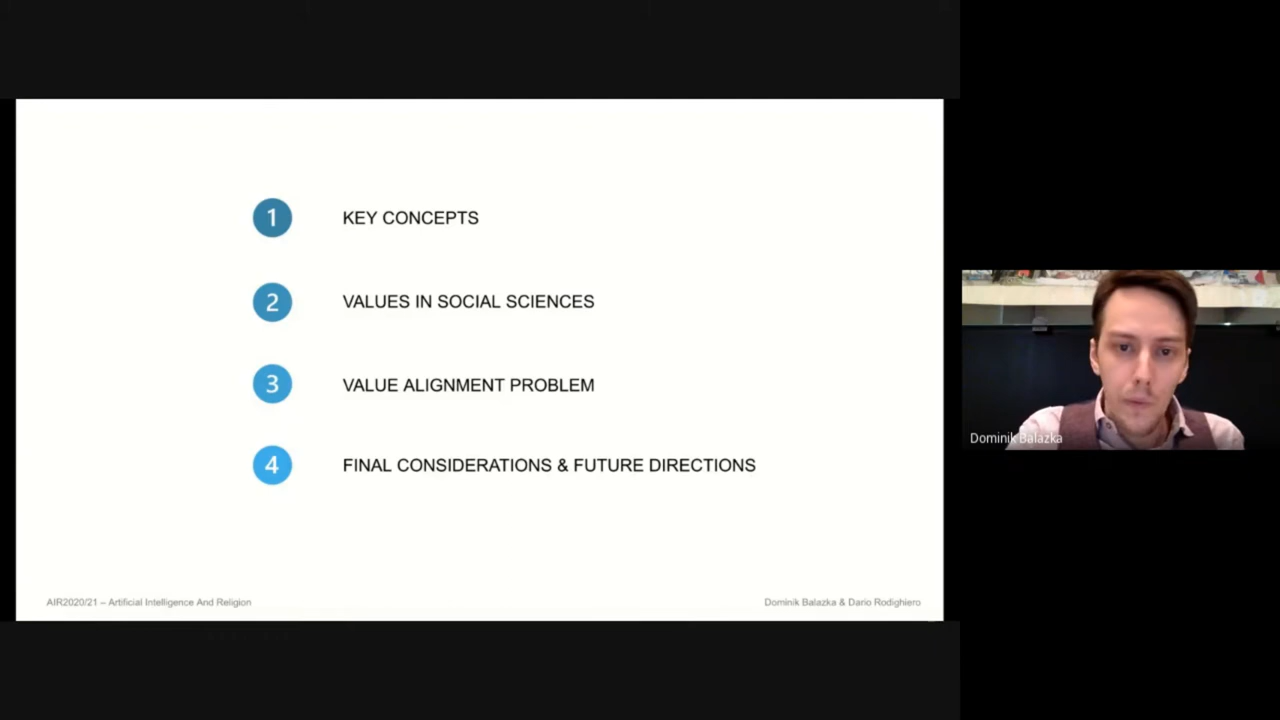 1 KEY CONCEPTS
2 VALUES IN SOCIAL SCIENCES
3 VALUE ALIGNMENT PROBLEM
4 FINAL CONSIDERATIONS & FUTURE DIRECTIONS
AIR2020/21 – Artificial Intelligence And Religion
Dominik Balazka & Dario Rodighiero
Dominik Balazka